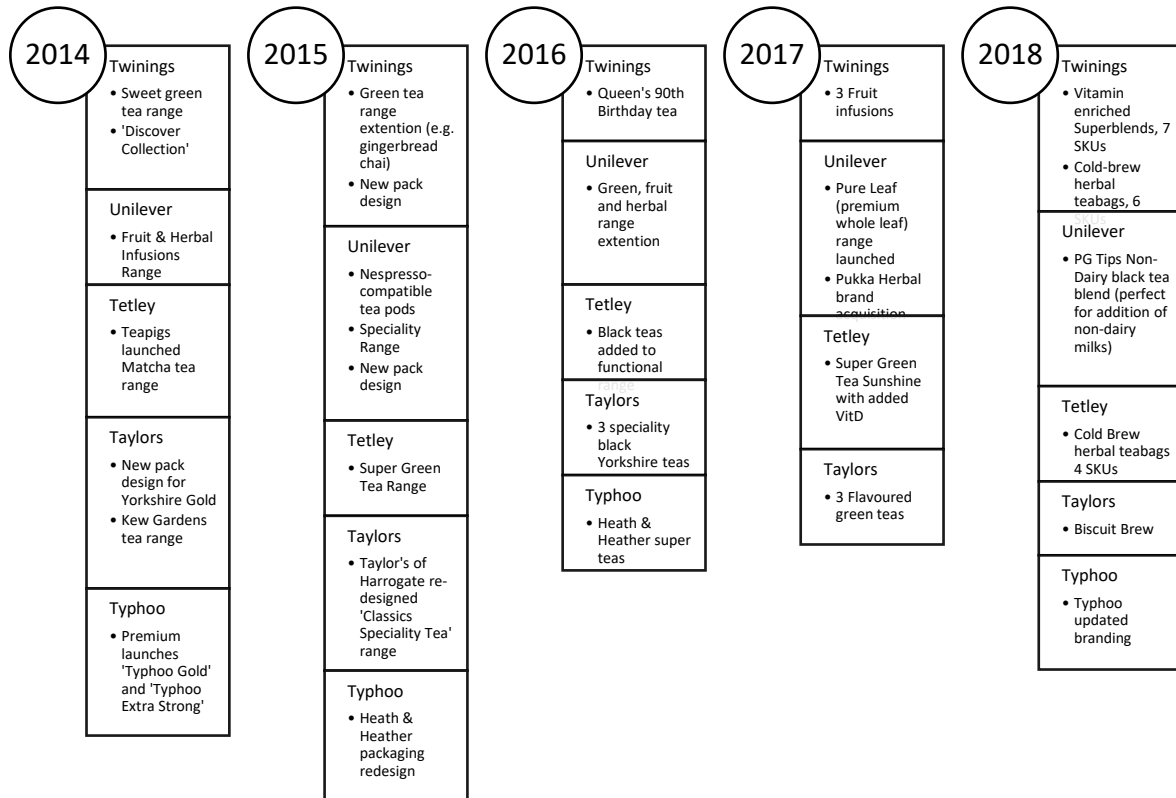 2014
Twinings
• Sweet green
tea range
• 'Discover
Collection'
Unilever
• Fruit & Herbal
Infusions
Range
Tetley
• Teapigs
launched
Matcha tea
range
Taylors
• New pack
design for
Yorkshire Gold
• Kew Gardens
tea range
Typhoo
• Premium
launches
'Typhoo Gold'
and 'Typhoo
Extra Strong'
2015
Twinings
• Green tea
range
extention (e.g.
gingerbread
chai)
• New pack
design
Unilever
• Nespresso-
compatible
tea pods
• Speciality
Range
• New pack
design
Tetley
• Super Green
Tea Range
Taylors
• Taylor's of
Harrogate re-
designed
'Classics
Speciality Tea'
range
Typhoo
• Heath &
Heather
packaging
redesign
2016
Twinings
• Queen's 90th
Birthday tea
Unilever
• Green, fruit
and herbal
range
extention
Tetley
• Black teas
added to
functional
range
Taylors
• 3 speciality
black
Yorkshire teas
Typhoo
• Heath &
Heather super
teas
2017
Twinings
• 3 Fruit
infusions
Unilever
• Pure Leaf
(premium
whole leaf)
range
launched
• Pukka Herbal
brand
acquisition
Tetley
• Super Green
Tea Sunshine
with added
VitD
Taylors
• 3 Flavoured
green teas
2018
Twinings
• Vitamin
enriched
Superblends, 7
SKUs
• Cold-brew
herbal
teabags, 6
SKUs
Unilever
• PG Tips Non-
Dairy black tea
blend (perfect
for addition of
non-dairy
milks)
Tetley
• Cold Brew
herbal teabags
4 SKUs
Taylors
• Biscuit Brew
Typhoo
• Typhoo
updated
branding